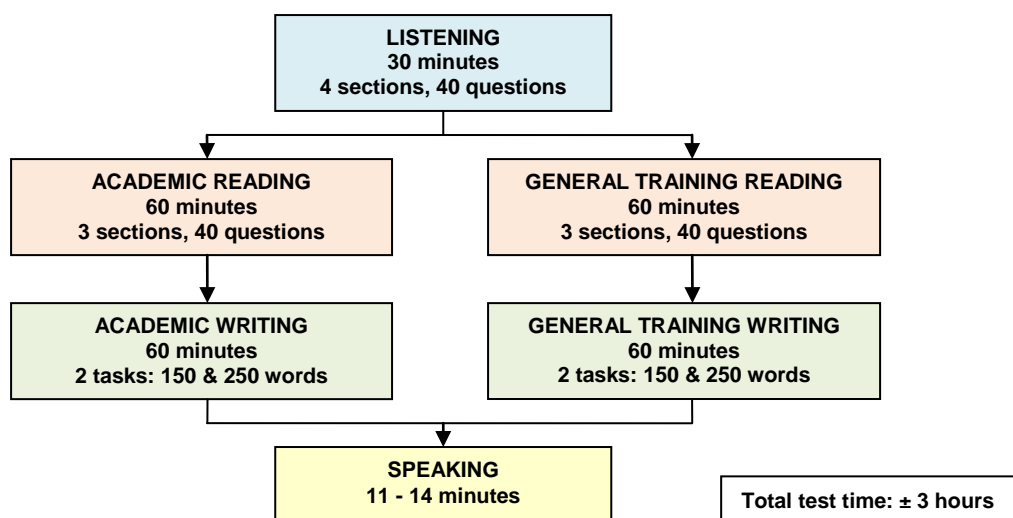 LISTENING
30 minutes
4 sections, 40 questions
ACADEMIC READING
60 minutes
3 sections, 40 questions
GENERAL TRAINING READING
60 minutes
3 sections, 40 questions
ACADEMIC WRITING
60 minutes
2 tasks: 150 & 250 words
GENERAL TRAINING WRITING
60 minutes
2 tasks: 150 & 250 words
SPEAKING
11 - 14 minutes
Total test time: ± 3 hours